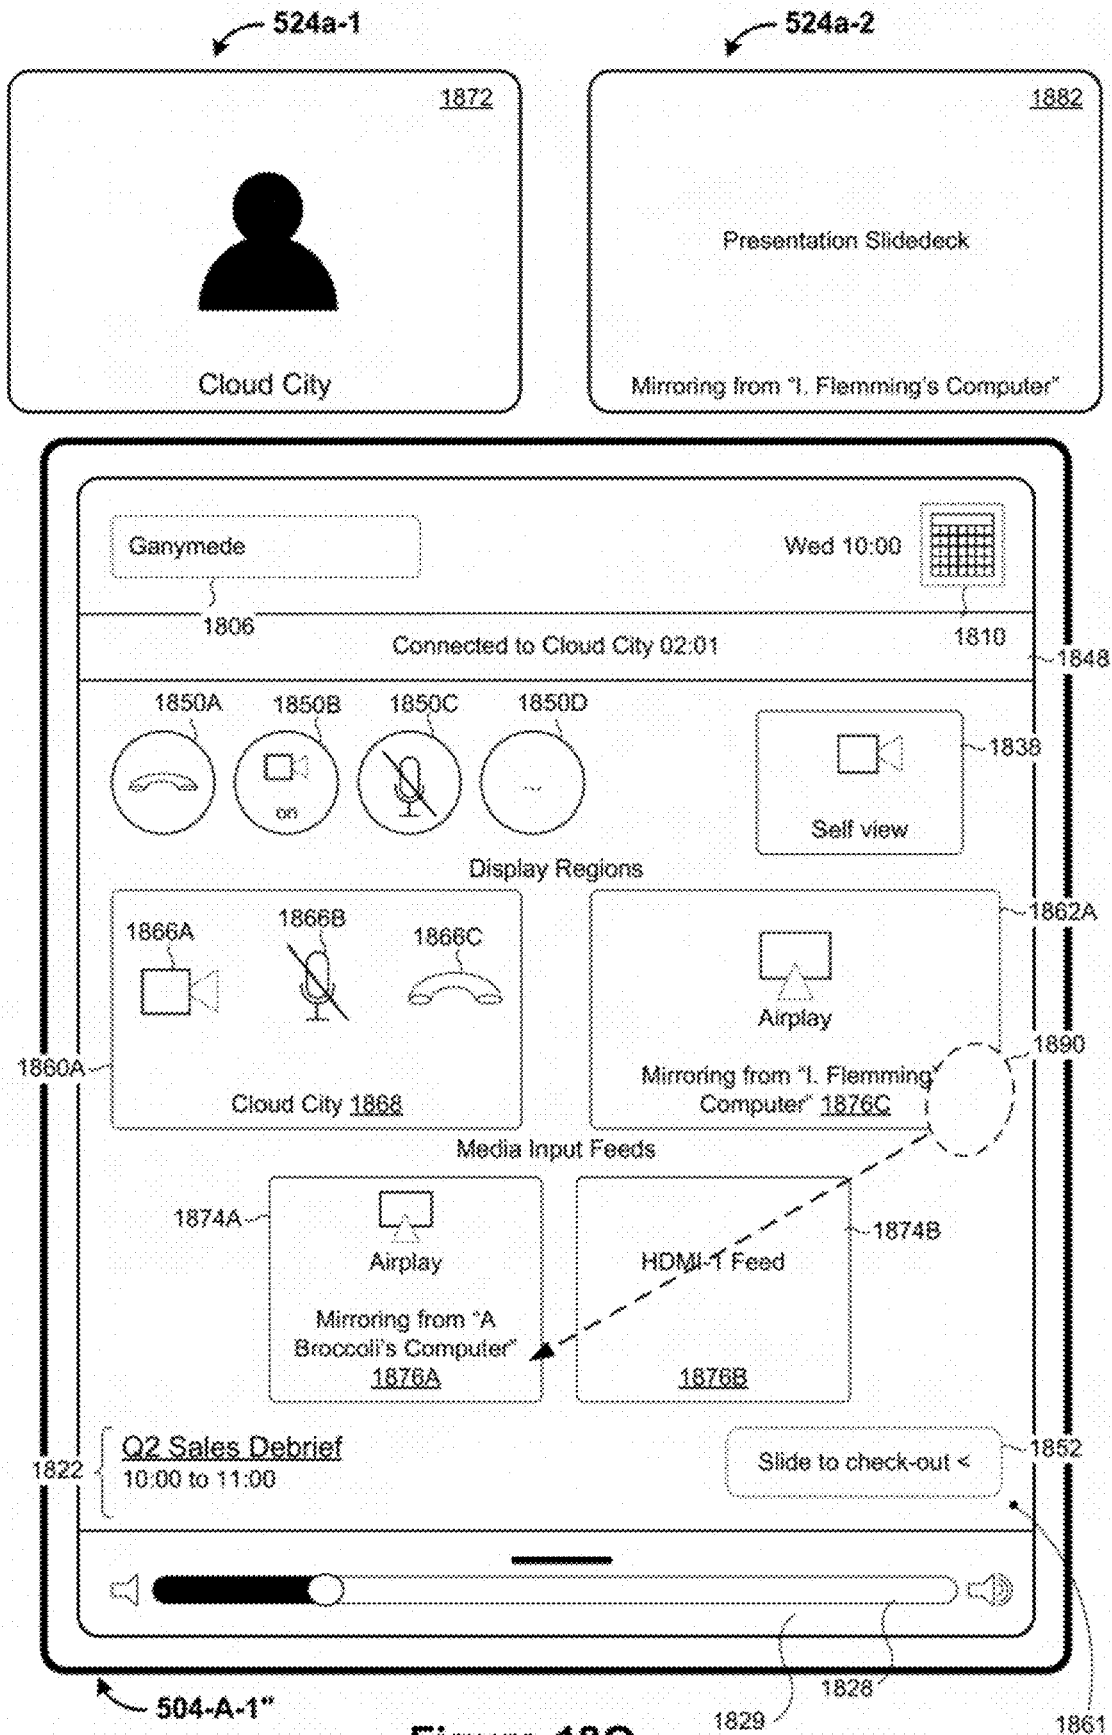 524a-1
524a-2
1872
1882
Presentation Slidedeck
Cloud City
Mirroring from "I. Flemming's Computer"
Ganymede
Wed 10:00
1806
1810
Connected to Cloud City 02:01
1848
1850A
1850B
1850C
1850D
1838
on
...
Self view
Display Regions
1862A
1866A
1866B
1866C
Airplay
1890
1860A
Mirroring from "I. Flemming'
Computer" 1876C
Cloud City 1868
Media Input Feeds
1874A
1874B
Airplay
HDMI-1 Feed
Mirroring from "A
Broccoli's Computer"
1876A
1876B
Q2 Sales Debrief
10:00 to 11:00
1822
Slide to check-out <
1852
504-A-1"
1828
1829
1861